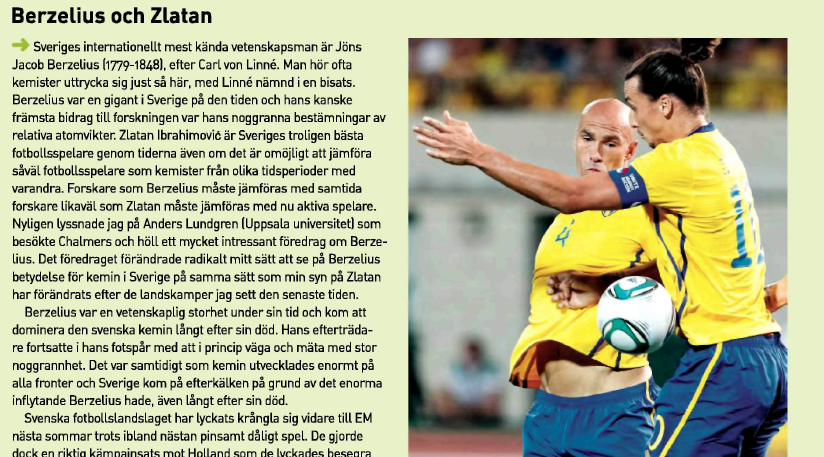 Berzelius och Zlatan
➜ Sveriges internationellt mest kända vetenskapsman är Jöns
Jacob Berzelius (1779-1848), efter Carl von Linné. Man hör ofta
kemister uttrycka sig just så här, med Linné nämnd i en bisats.
Berzelius var en gigant i Sverige på den tiden och hans kanske
främsta bidrag till forskningen var hans noggranna bestämningar av
relativa atomvikter. Zlatan Ibrahimović är Sveriges troligen bästa
fotbollsspelare genom tiderna även om det är omöjligt att jämföra
såväl fotbollsspelare som kemister från olika tidsperioder med
varandra. Forskare som Berzelius måste jämföras med samtida
forskare likaväl som Zlatan måste jämföras med nu aktiva spelare.
Nyligen lyssnade jag på Anders Lundgren (Uppsala universitet) som
besökte Chalmers och höll ett mycket intressant föredrag om Berze-
lius. Det föredraget förändrade radikalt mitt sätt att se på Berzelius
betydelse för kemin i Sverige på samma sätt som min syn på Zlatan
har förändrats efter de landskamper jag sett den senaste tiden.
Berzelius var en vetenskaplig storhet under sin tid och kom att
dominera den svenska kemin långt efter sin död. Hans efterträda-
re fortsatte i hans fotspår med att i princip väga och mäta med stor
noggrannhet. Det var samtidigt som kemin utvecklades enormt på
alla fronter och Sverige kom på efterkälken på grund av det enorma
inflytande Berzelius hade, även långt efter sin död.
Svenska fotbollslandslaget har lyckats krångla sig vidare till EM
nästa sommar trots ibland nästan pinsamt dåligt spel. De gjorde
dock en riktig kämpainsats mot Holland som de lyckades besegra
4